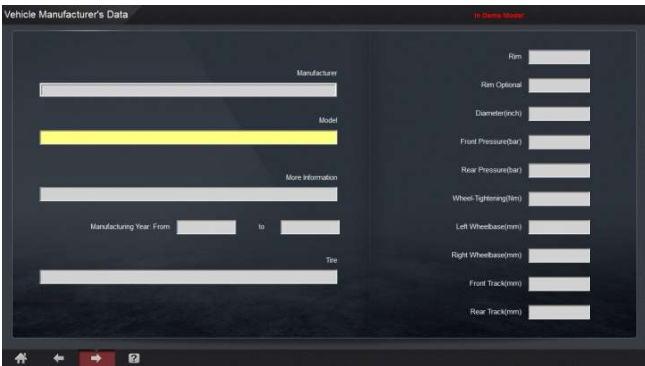 Vehicle Manufacturer's Data
In Demo Mode!
Manufacturer
Model
More Information
Manufacturing Year: From to
Tire
Rim
Rim Optional
Diameter(inch)
Front Pressure(bar)
Rear Pressure(bar)
Wheel-Tightening(Nm)
Left Wheelbase(mm)
Right Wheelbase(mm)
Front Track(mm)
Rear Track(mm)
?